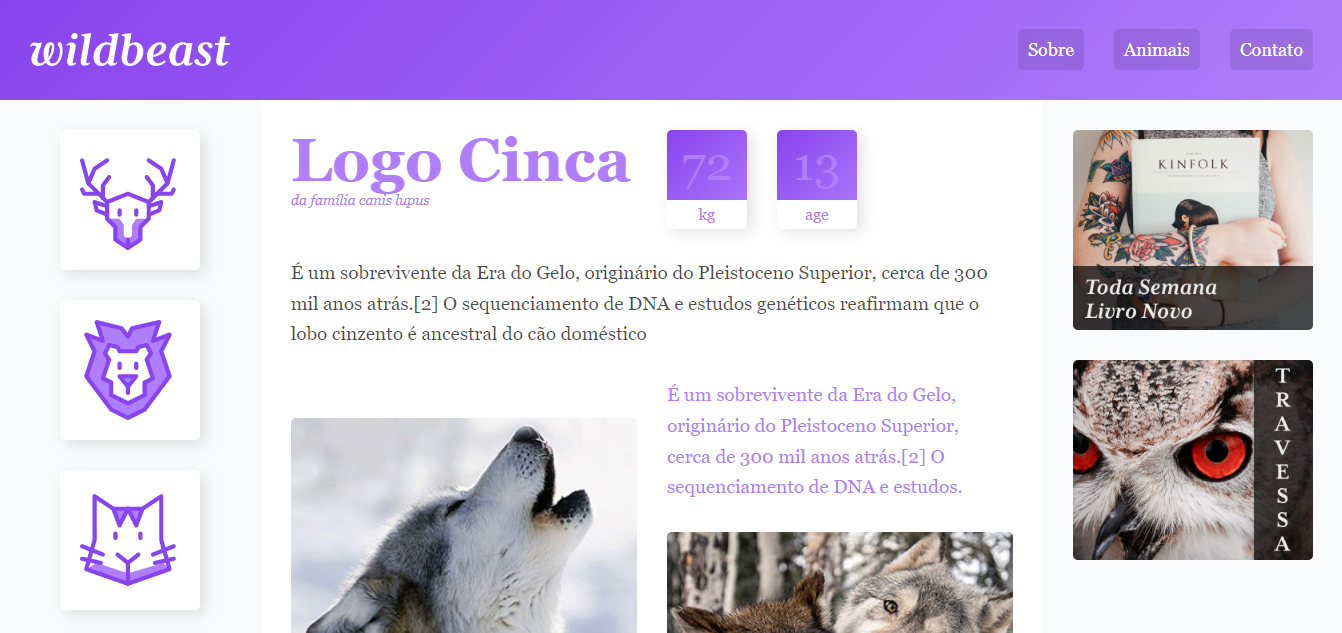 wildbeast
Sobre
Animais
Contato
Logo Cinca
da família canis lupus
72
kg
13
age
É um sobrevivente da Era do Gelo, originário do Pleistoceno Superior, cerca de 300
mil anos atrás.[2] O sequenciamento de DNA e estudos genéticos reafirmam que o
lobo cinzento é ancestral do cão doméstico
É um sobrevivente da Era do Gelo,
originário do Pleistoceno Superior,
cerca de 300 mil anos atrás.[2] O
sequenciamento de DNA e estudos.
KINFOLK
Toda Semana
Livro Novo
TRAVESSA